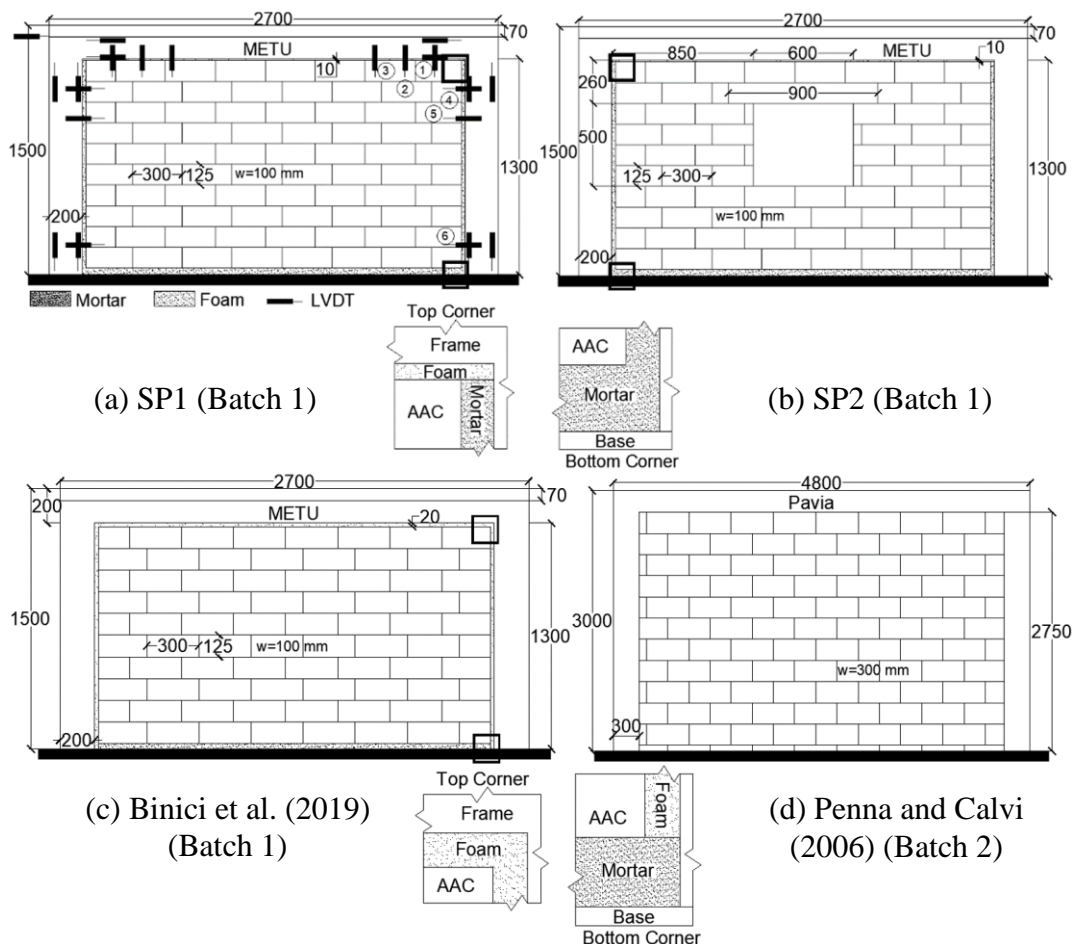 2700
70
METU
10
3
1
2
4
5
1500
1300
300
125
w=100 mm
200
6
Mortar
Foam
LVDT
(a) SP1 (Batch 1)
2700
70
METU
850
600
10
260
900
500
1500
1300
125
300
w=100 mm
200
(b) SP2 (Batch 1)
Top Corner
Frame
Foam
AAC
Mortar
AAC
Mortar
Base
Bottom Corner
2700
70
200
METU
20
1500
1300
300
125
w=100 mm
200
(c) Binici et al. (2019)
(Batch 1)
4800
Pavia
3000
2750
w=300 mm
300
(d) Penna and Calvi
(2006) (Batch 2)
Top Corner
Frame
Foam
AAC
AAC
Foam
Mortar
Base
Bottom Corner